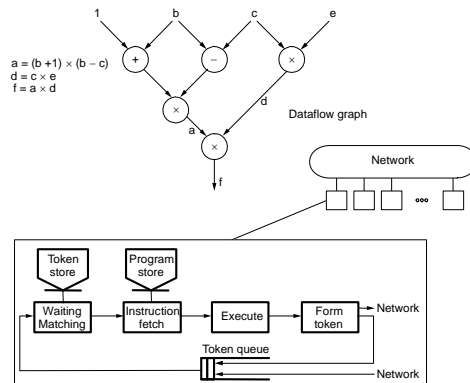 1 b c e
a = (b +1) × (b − c)
d = c × e
f = a × d
+ − ×
×
a
d
×
f
Dataflow graph
Network
Token
store
Program
store
Waiting
Matching
Instruction
fetch
Execute
Form
token
Network
Token queue
Network